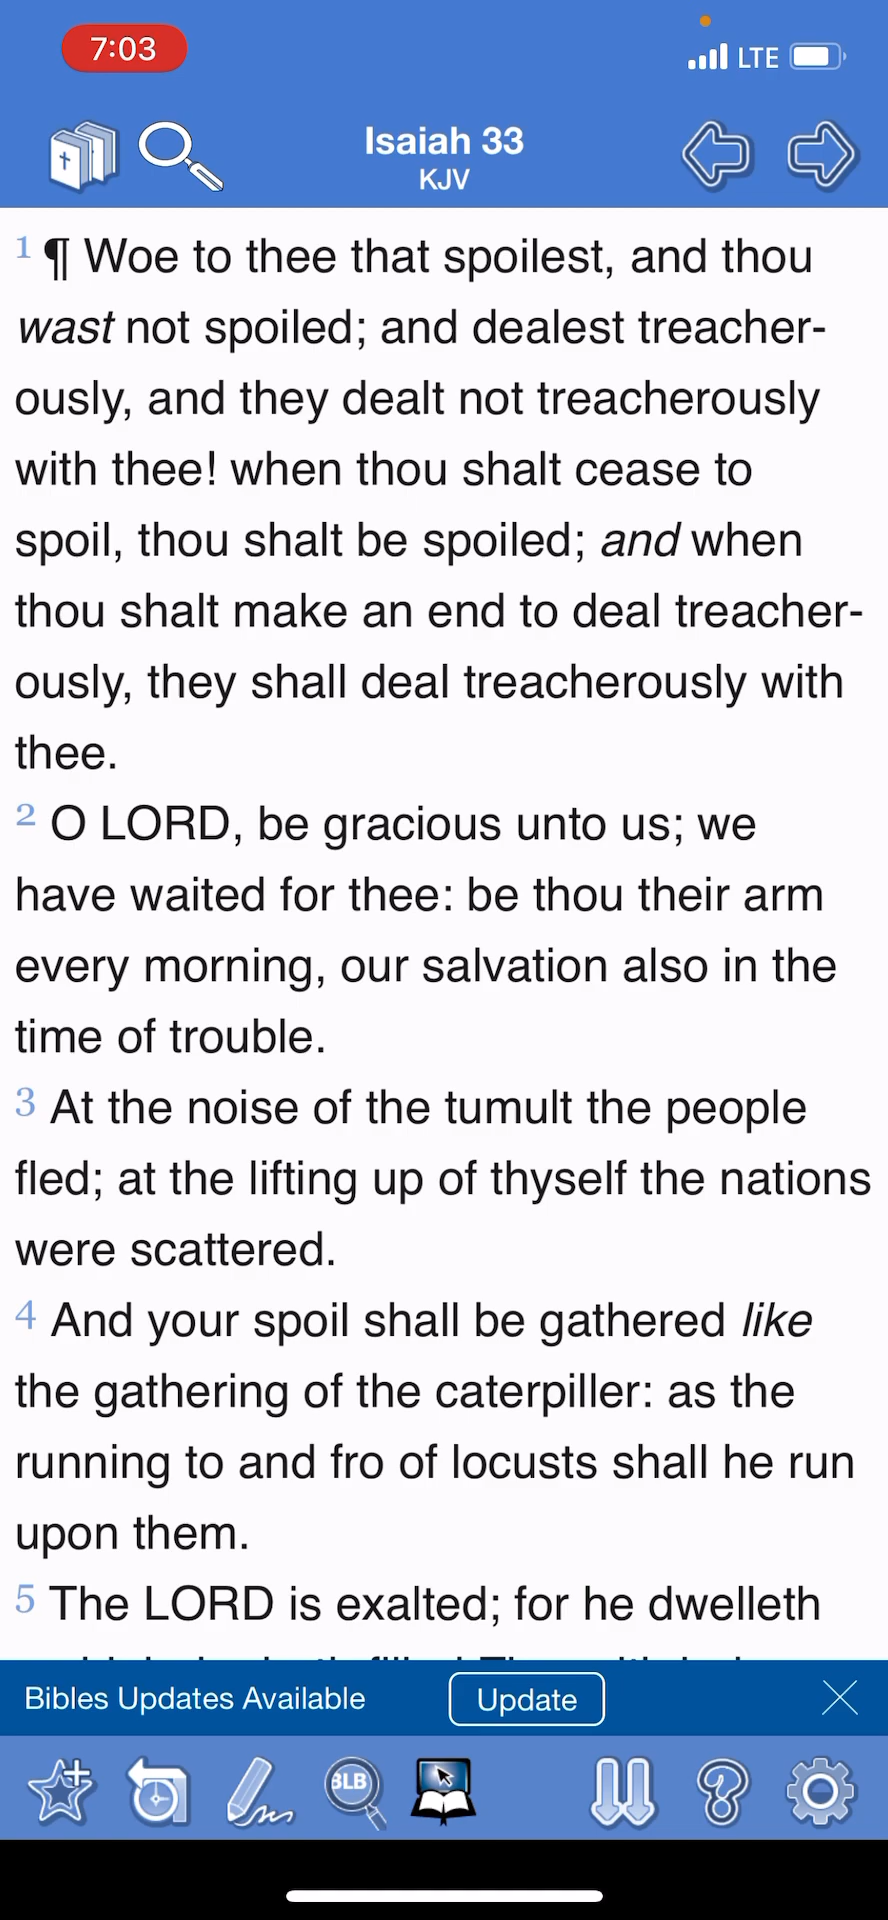 7:03
LTE
Isaiah 33
KJV
1 ¶ Woe to thee that spoilest, and thou
wast not spoiled; and dealest treacher-
ously, and they dealt not treacherously
with thee! when thou shalt cease to
spoil, thou shalt be spoiled; and when
thou shalt make an end to deal treacher-
ously, they shall deal treacherously with
thee.
2 O LORD, be gracious unto us; we
have waited for thee: be thou their arm
every morning, our salvation also in the
time of trouble.
3 At the noise of the tumult the people
fled; at the lifting up of thyself the nations
were scattered.
4 And your spoil shall be gathered like
the gathering of the caterpiller: as the
running to and fro of locusts shall he run
upon them.
5 The LORD is exalted; for he dwelleth
Bibles Updates Available
Update
BLB